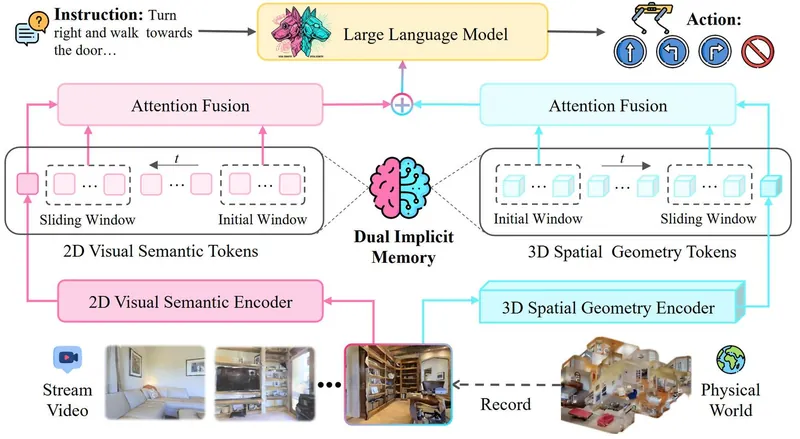 Instruction: Turn
right and walk towards
the door…
Large Language Model
Action:
Attention Fusion
Attention Fusion
t
t
Sliding Window
Initial Window
Initial Window
Sliding Window
2D Visual Semantic Tokens
Dual Implicit
Memory
3D Spatial Geometry Tokens
2D Visual Semantic Encoder
3D Spatial Geometry Encoder
Stream
Video
Record
Physical
World